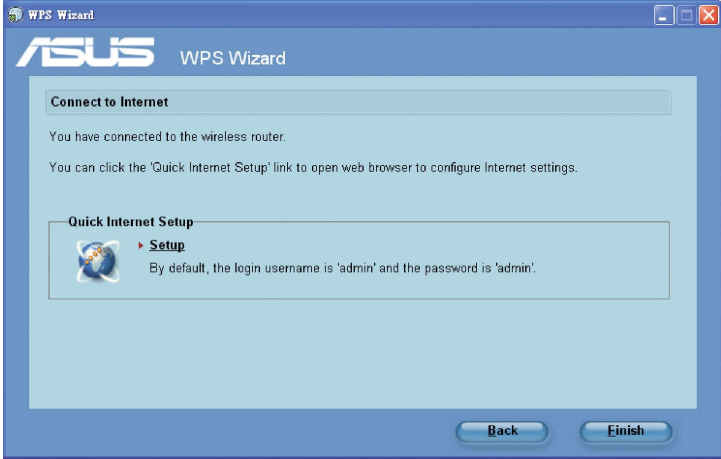 WPS Wizard
ASUS WPS Wizard
Connect to Internet
You have connected to the wireless router.
You can click the 'Quick Internet Setup' link to open web browser to configure Internet settings.
Quick Internet Setup
Setup
By default, the login username is 'admin' and the password is 'admin'.
Back Finish